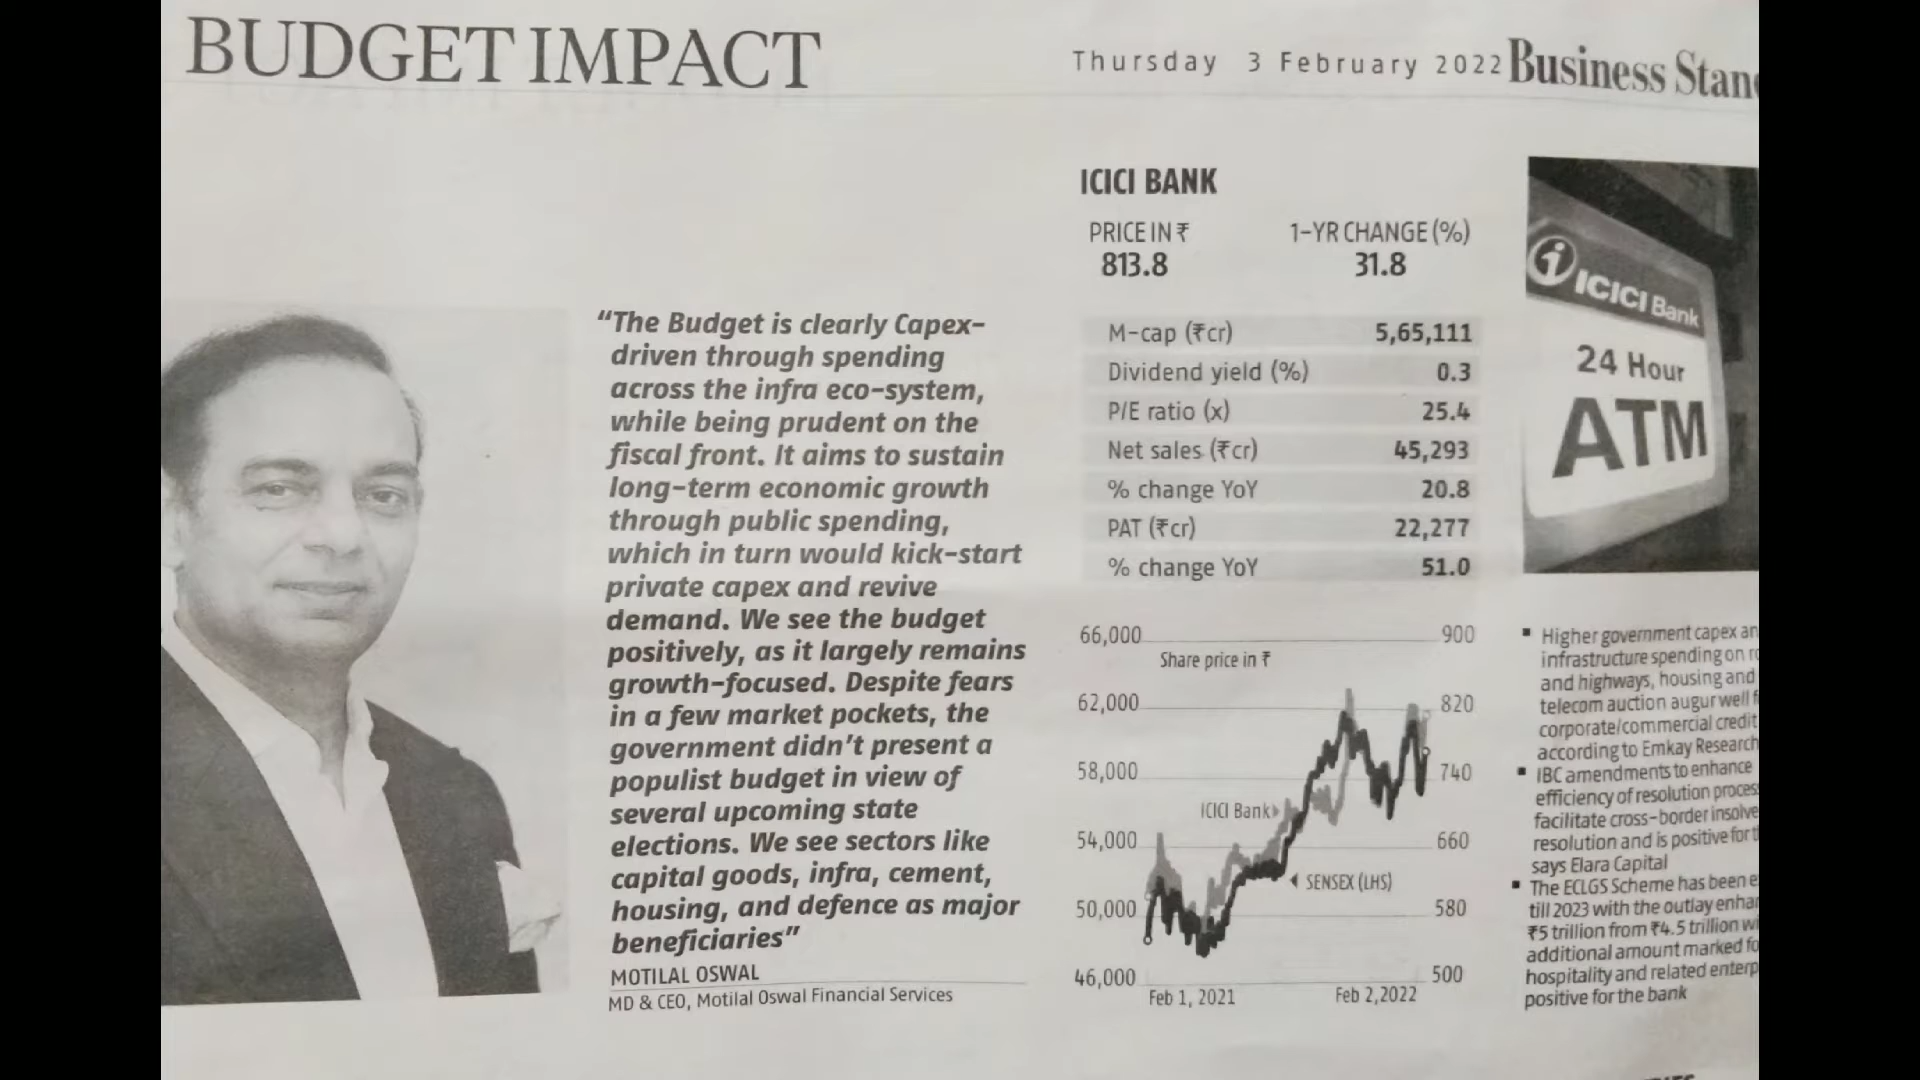 BUDGET IMPACT
Thursday 3 February 2022 Business Stan
“The Budget is clearly Capex-
driven through spending
across the infra eco-system,
while being prudent on the
fiscal front. It aims to sustain
long-term economic growth
through public spending,
which in turn would kick-start
private capex and revive
demand. We see the budget
positively, as it largely remains
growth-focused. Despite fears
in a few market pockets, the
government didn’t present a
populist budget in view of
several upcoming state
elections. We see sectors like
capital goods, infra, cement,
housing, and defence as major
beneficiaries”
MOTILAL OSWAL
MD & CEO, Motilal Oswal Financial Services
ICICI BANK
PRICE IN ₹ 1-YR CHANGE (%)
813.8 31.8
M-cap (₹cr) 5,65,111
Dividend yield (%) 0.3
P/E ratio (x) 25.4
Net sales (₹cr) 45,293
% change YoY 20.8
PAT (₹cr) 22,277
% change YoY 51.0
66,000 900
Share price in ₹
62,000 820
58,000 740
ICICI Bank
54,000 660
SENSEX (LHS)
50,000 580
46,000 500
Feb 1, 2021 Feb 2,2022
ICICI Bank
24 Hour
ATM
Higher government capex an
infrastructure spending on
and highways, housing and
telecom auction augur well
corporate/commercial credit
according to Emkay Research
IBC amendments to enhance
efficiency of resolution
facilitate cross-border
resolution and is positive for
says Elara Capital
The ECLGS Scheme has been
till 2023 with the outlay
₹5 trillion from ₹4.5 trillion
additional amount marked
hospitality and related
positive for the bank